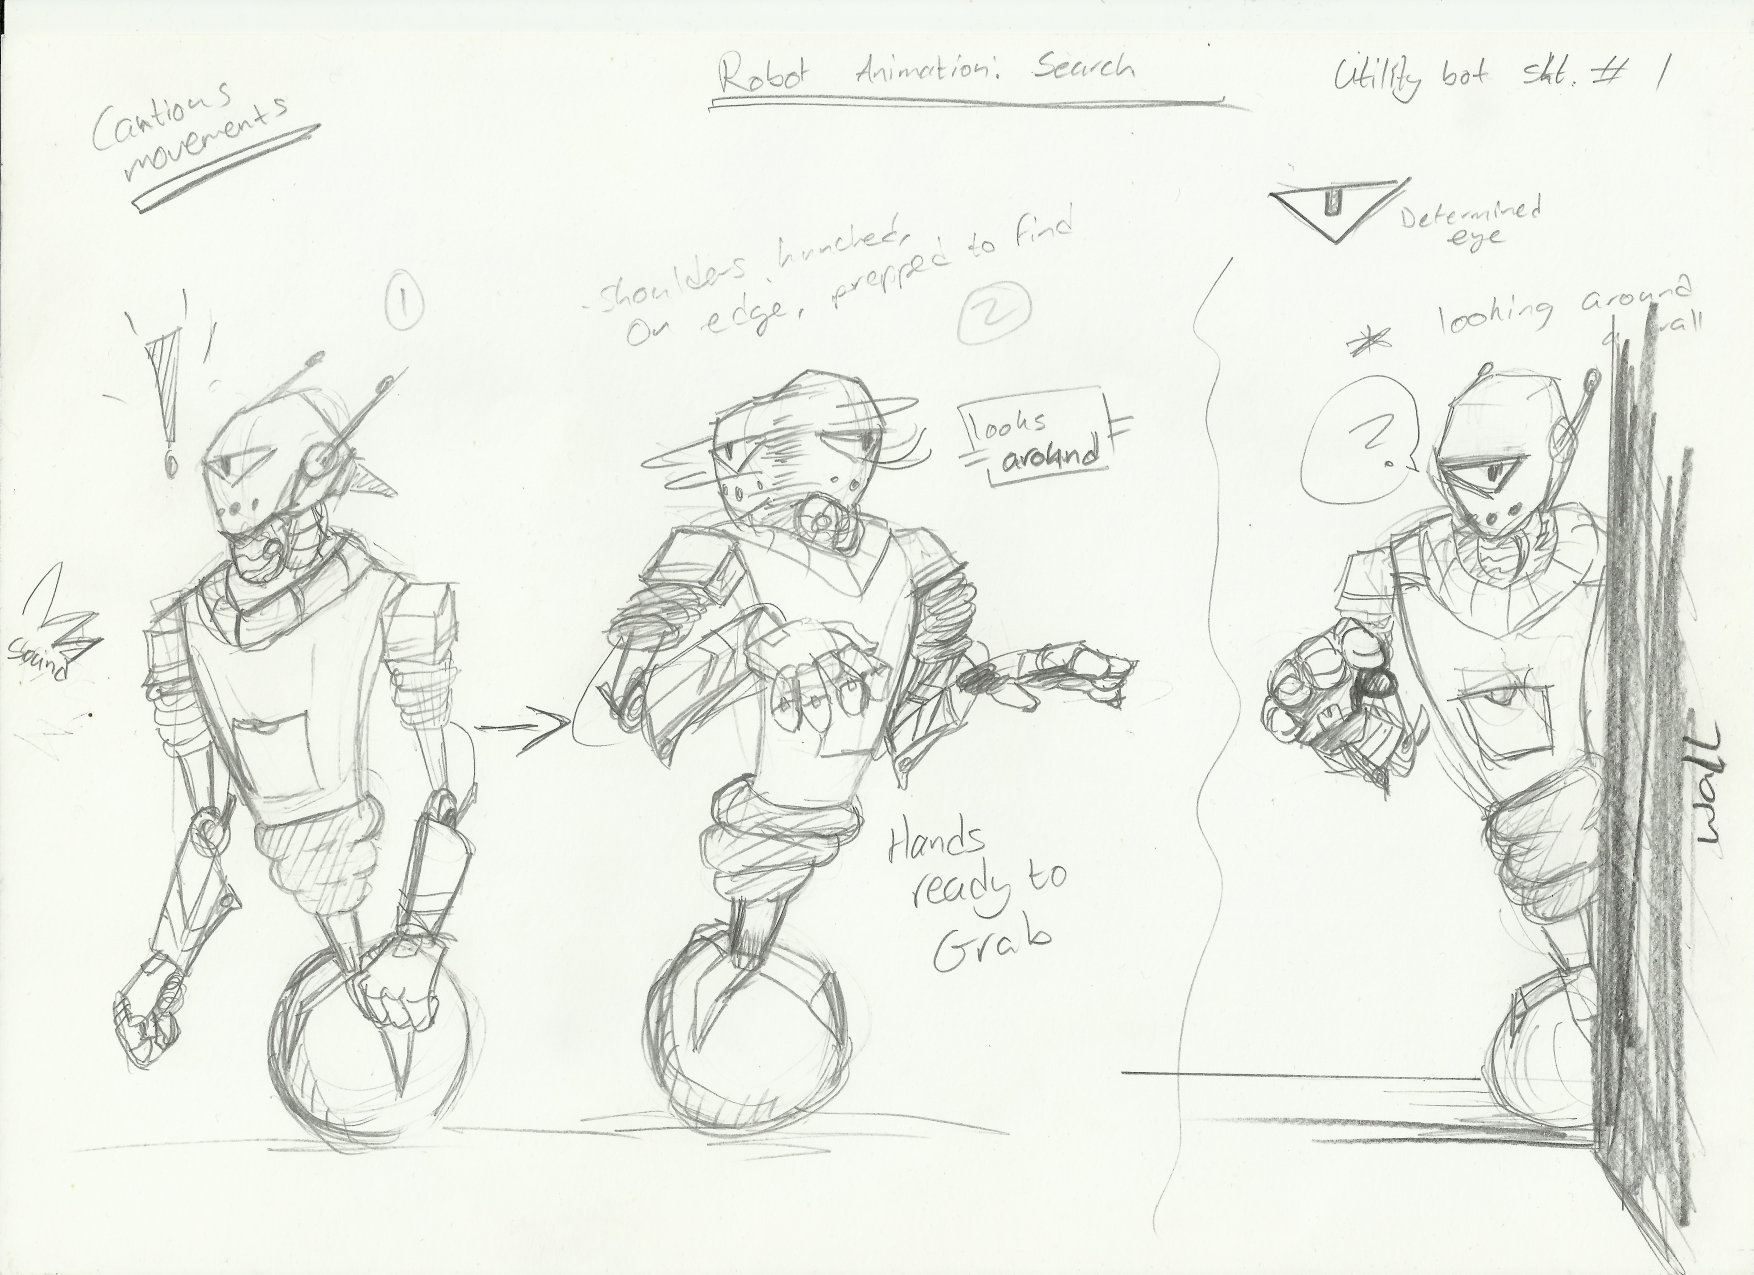 Robot Animation: Search
Utility bot sht. # 1
Cautious
movements
Determined
eye
1
- shoulders hunched,
On edge, prepped to find
2
looking around
a wall
*
looks
around
?
!
Sound
Hands
ready to
Grab
Wall